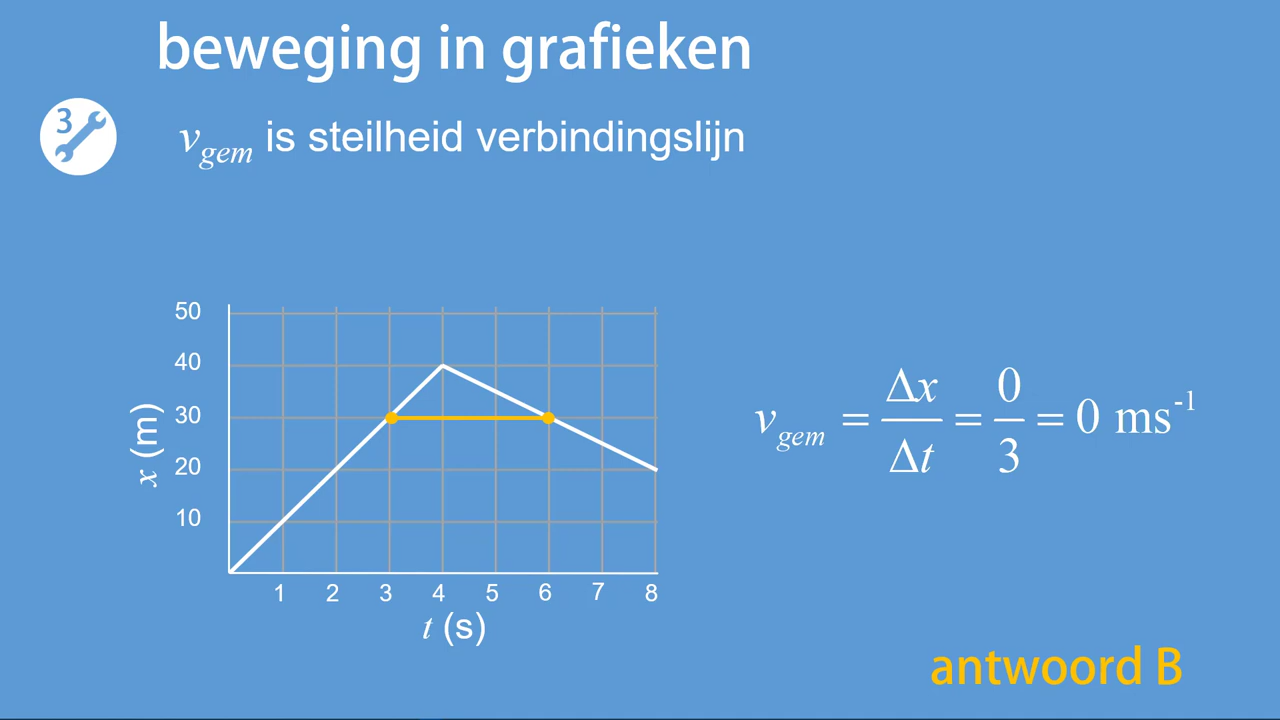 beweging in grafieken
3
v_gem is steilheid verbindingslijn
50
40
30
20
10
x (m)
1 2 3 4 5 6 7 8
t (s)
v_gem = Δx/Δt = 0/3 = 0 ms⁻¹
antwoord B